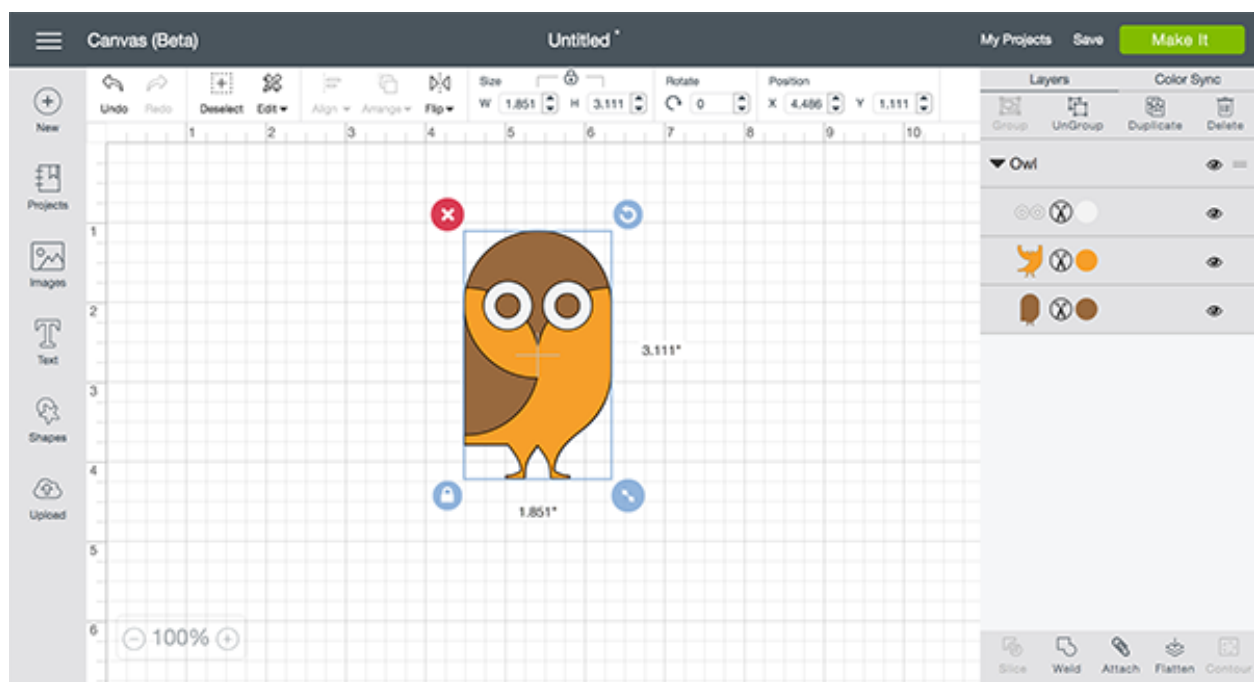 Canvas (Beta) Untitled * My Projects Save Make It
Undo Redo Deselect Edit Align Arrange Flip Size W 1.851 H 3.111 Rotate 0 Position X 4.486 Y 1.111
Layers Color Sync
Group UnGroup Duplicate Delete
New
Projects
Images
Text
Shapes
Upload
1 2 3 4 5 6 7 8 9 10
1
2
3
4
5
6
Owl
3.111"
1.851"
100%
Slice Weld Attach Flatten Contour